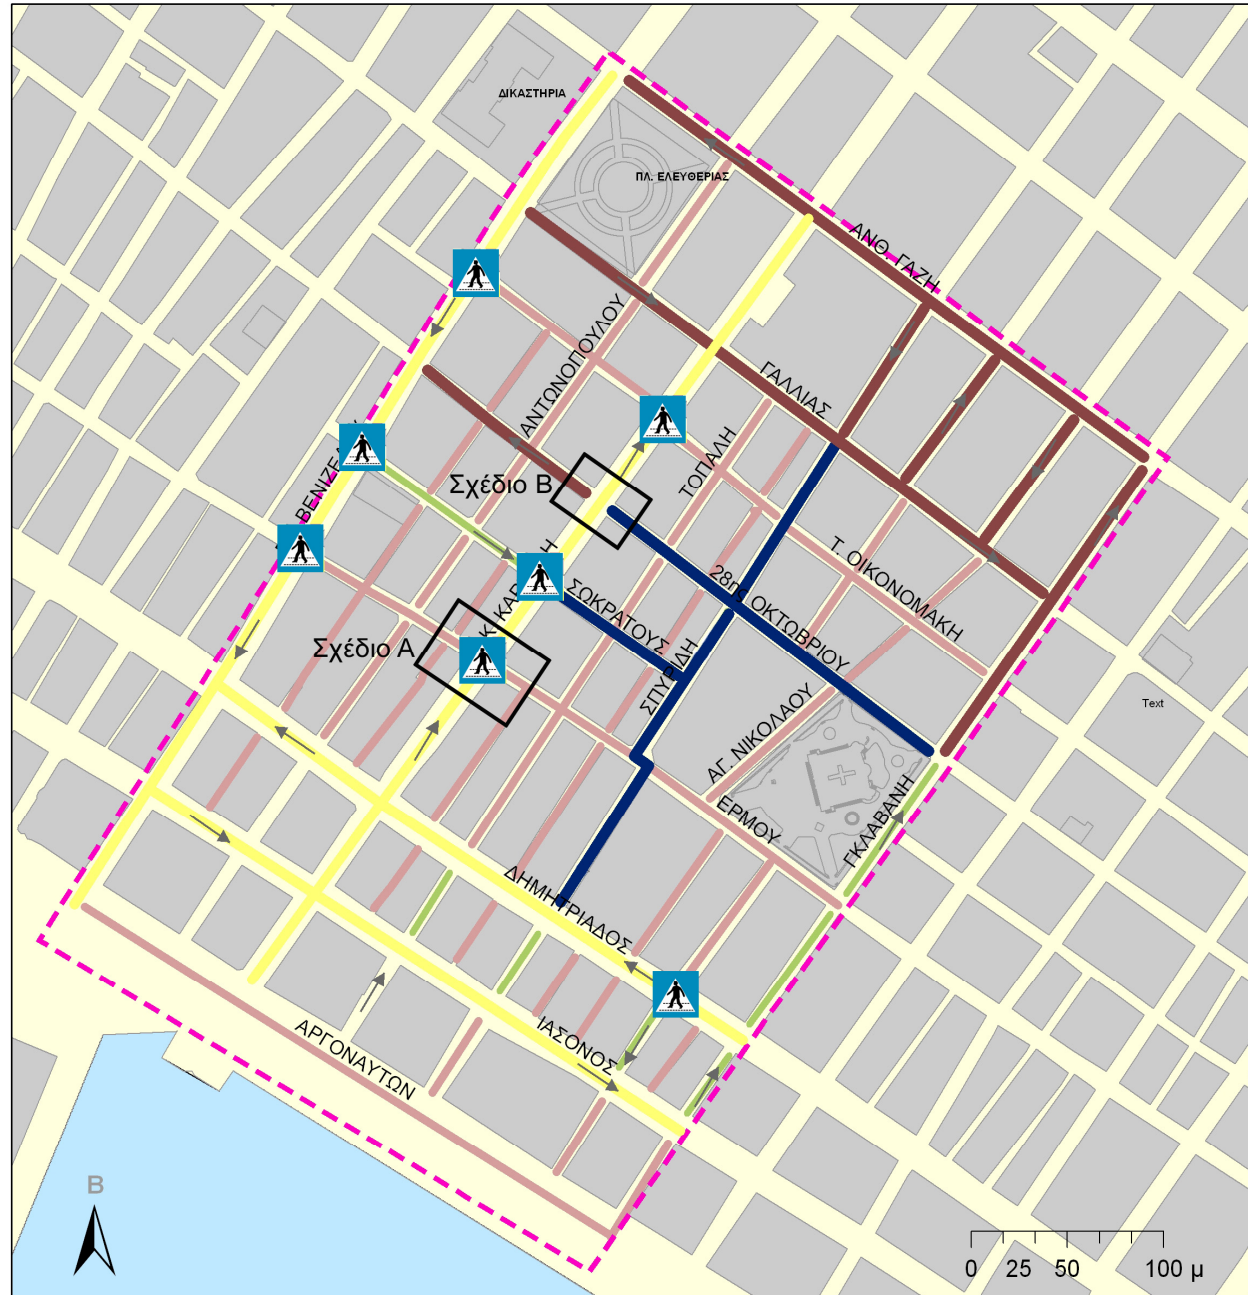 ΔΙΚΑΣΤΗΡΙΑ
ΠΛ. ΕΛΕΥΘΕΡΙΑΣ
ΑΝΘ. ΓΑΖΗ
ΑΝΤΩΝΟΠΟΥΛΟΥ
ΓΑΛΛΙΑΣ
ΤΟΠΑΛΗ
Σχέδιο Β
Τ. ΟΙΚΟΝΟΜΑΚΗ
28ης ΟΚΤΩΒΡΙΟΥ
ΣΩΚΡΑΤΟΥΣ
Σχέδιο Α
ΣΠΥΡΙΔΗ
ΑΓ. ΝΙΚΟΛΑΟΥ
Text
ΕΡΜΟΥ
ΓΚΛΑΒΑΝΗ
ΔΗΜΗΤΡΙΑΔΟΣ
ΙΑΣΟΝΟΣ
ΑΡΓΟΝΑΥΤΩΝ
Β
0 25 50 100 μ